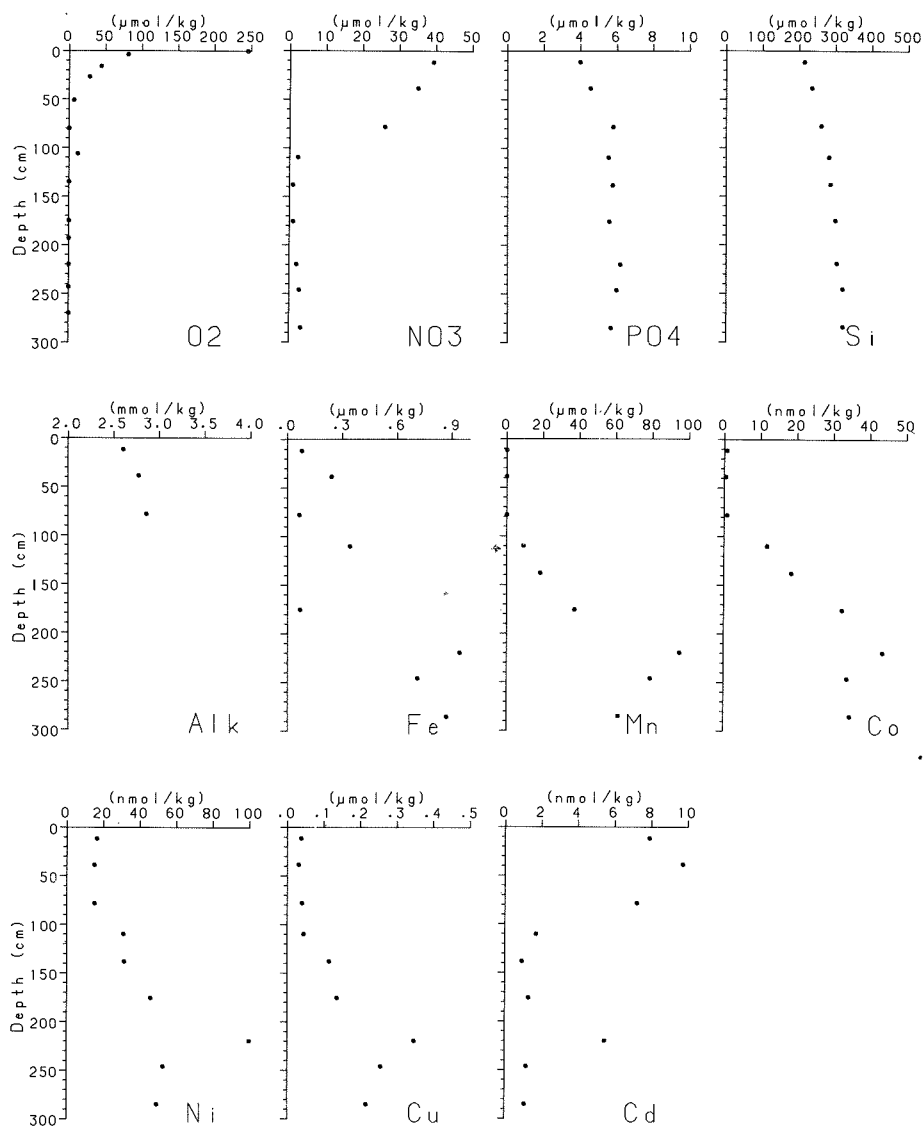 (μmol/kg) (μmol/kg) (μmol/kg) (μmol/kg)
0 50 100 150 200 250 0 10 20 30 40 50 0 2 4 6 8 10 100 200 300 400 500
0
50
100
150
200
250
300
Depth (cm)
O2 NO3 PO4 Si
(mmol/kg) (μmol/kg) (μmol/kg) (nmol/kg)
2.0 2.5 3.0 3.5 4.0 .0 .3 .6 .9 0 20 40 60 80 100 0 10 20 30 40 50
0
50
100
150
200
250
300
Depth (cm)
Alk Fe Mn Co
(nmol/kg) (μmol/kg) (nmol/kg)
0 20 40 60 80 100 .0 .1 .2 .3 .4 .5 0 2 4 6 8 10
0
50
100
150
200
250
300
Depth (cm)
Ni Cu Cd